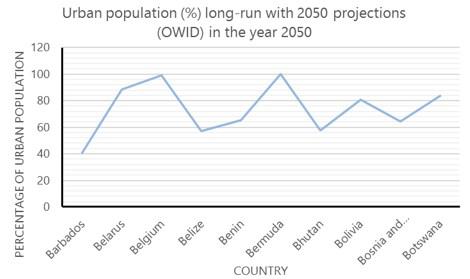 Urban population (%) long-run with 2050 projections
(OWID) in the year 2050
PERCENTAGE OF URBAN POPULATION
120
100
80
60
40
20
0
Barbados
Belarus
Belgium
Belize
Benin
Bermuda
Bhutan
Bolivia
Bosnia and...
Botswana
COUNTRY